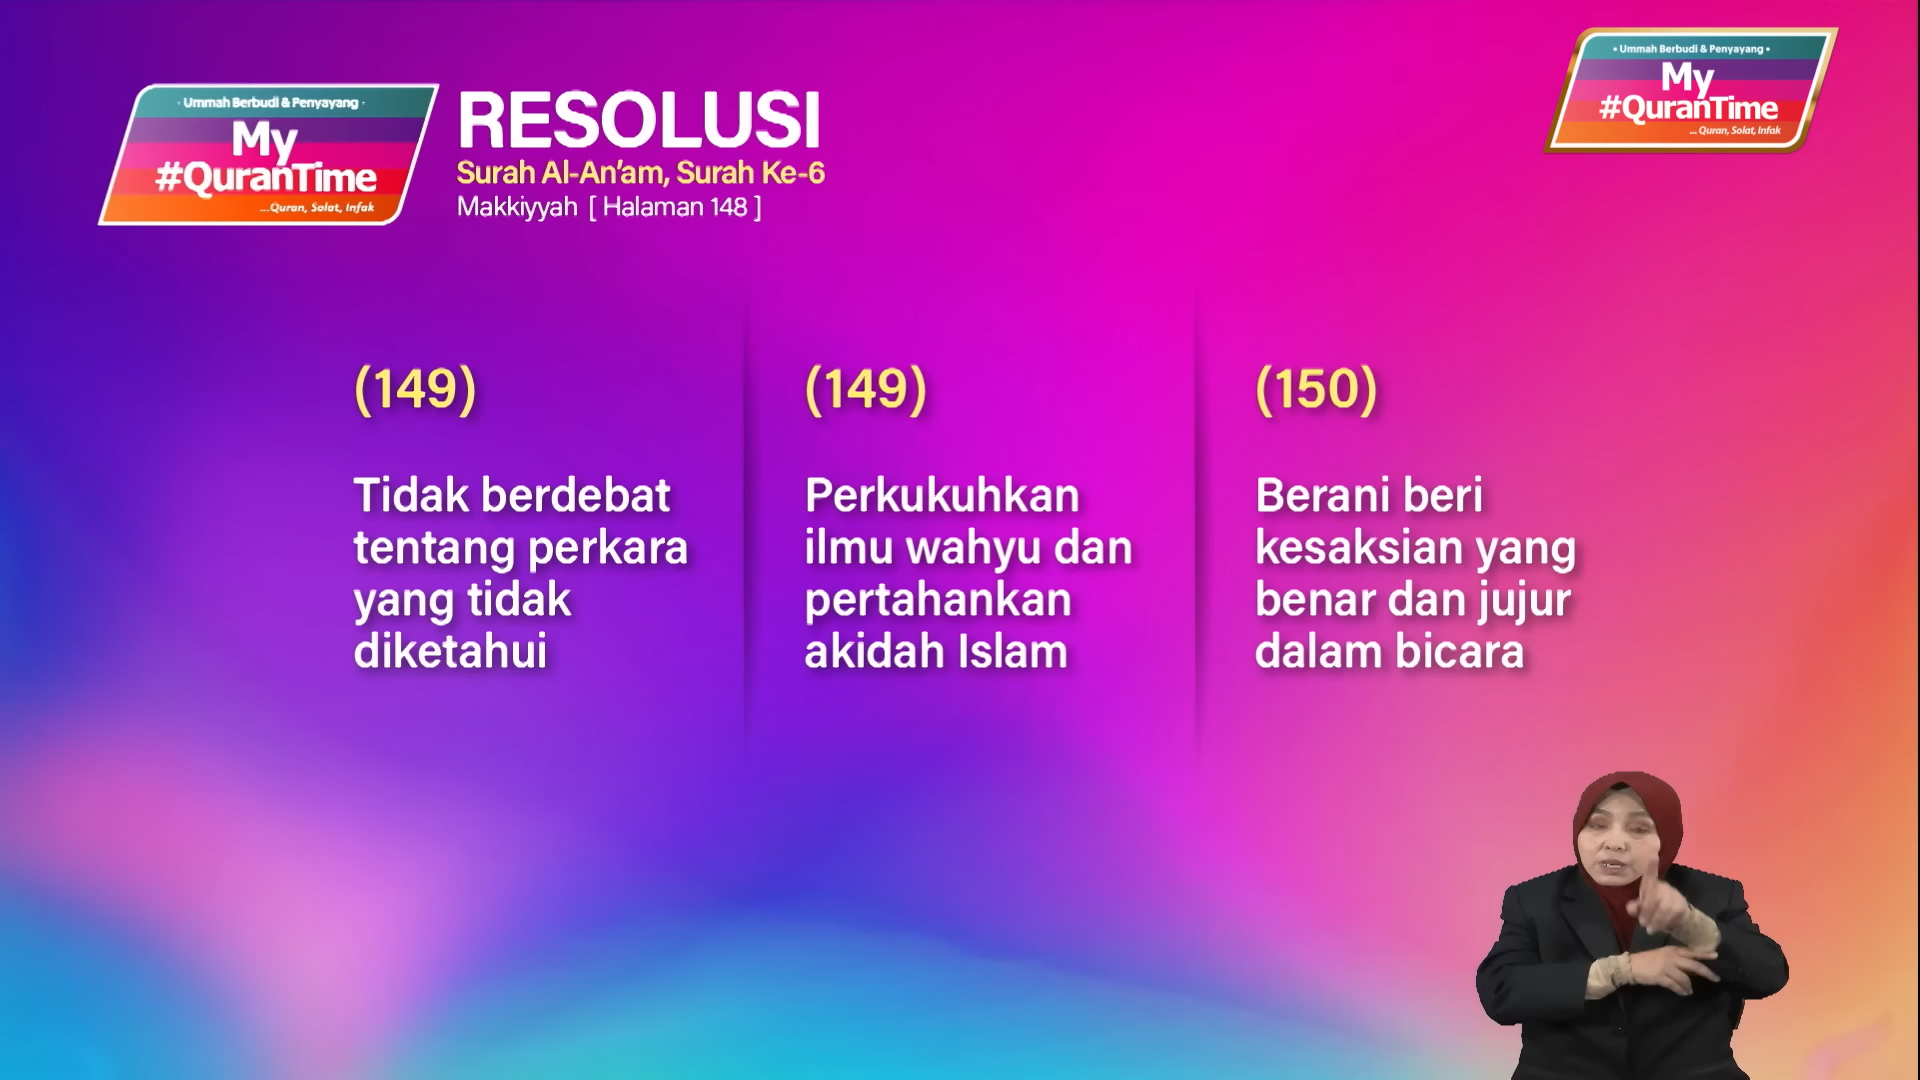 · Ummah Berbudi & Penyayang ·
My
#QuranTime
...Quran, Solat, Infak
RESOLUSI
Surah Al-An’am, Surah Ke-6
Makkiyyah [ Halaman 148 ]
• Ummah Berbudi & Penyayang •
My
#QuranTime
... Quran, Solat, Infak
(149)
Tidak berdebat
tentang perkara
yang tidak
diketahui
(149)
Perkukuhkan
ilmu wahyu dan
pertahankan
akidah Islam
(150)
Berani beri
kesaksian yang
benar dan jujur
dalam bicara